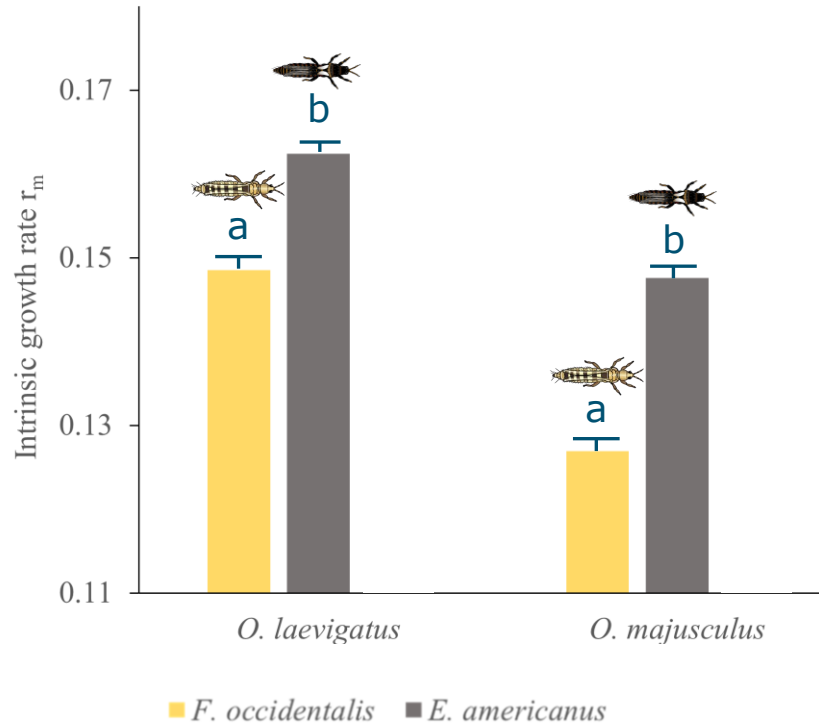 0.17
0.15
0.13
0.11
Intrinsic growth rate rm
a
b
a
b
O. laevigatus
O. majusculus
F. occidentalis
E. americanus